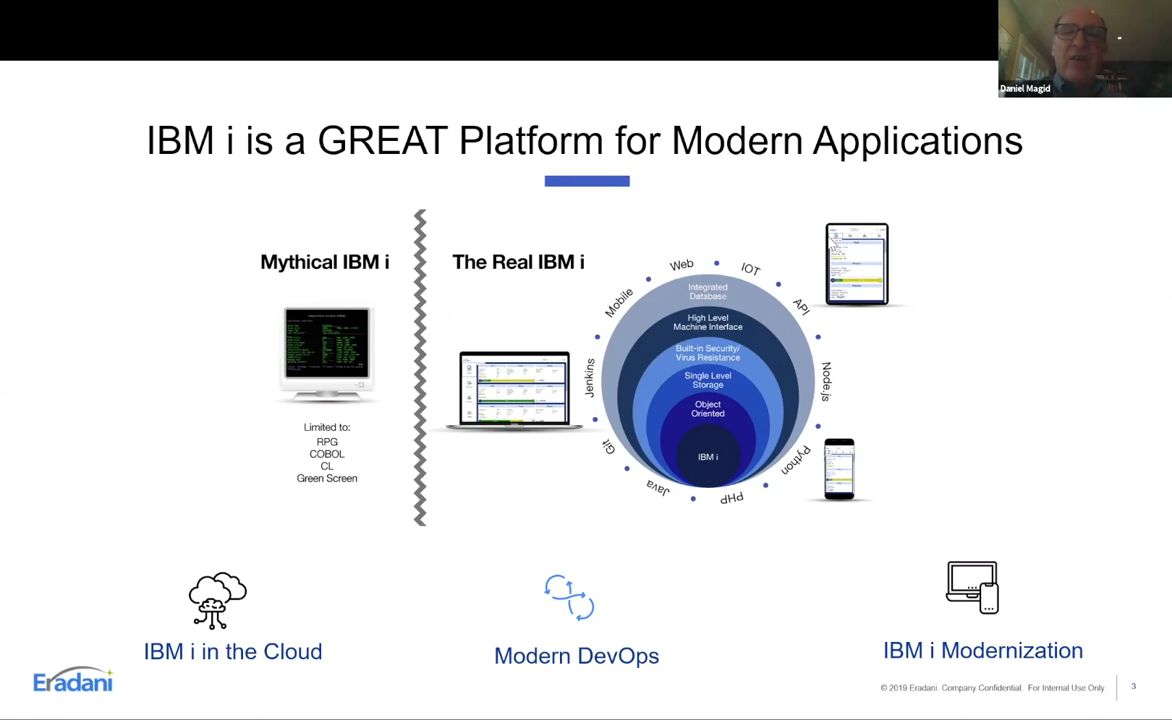 Daniel Magid
IBM i is a GREAT Platform for Modern Applications
Mythical IBM i
The Real IBM i
Limited to:
RPG
COBOL
CL
Green Screen
Web
IOT
API
Node.js
Python
PHP
Java
Git
Jenkins
Mobile
Integrated
Database
High Level
Machine Interface
Built-in Security/
Virus Resistance
Single Level
Storage
Object
Oriented
IBM i
IBM i in the Cloud
Modern DevOps
IBM i Modernization
Eradani
© 2019 Eradani. Company Confidential. For Internal Use Only.
3